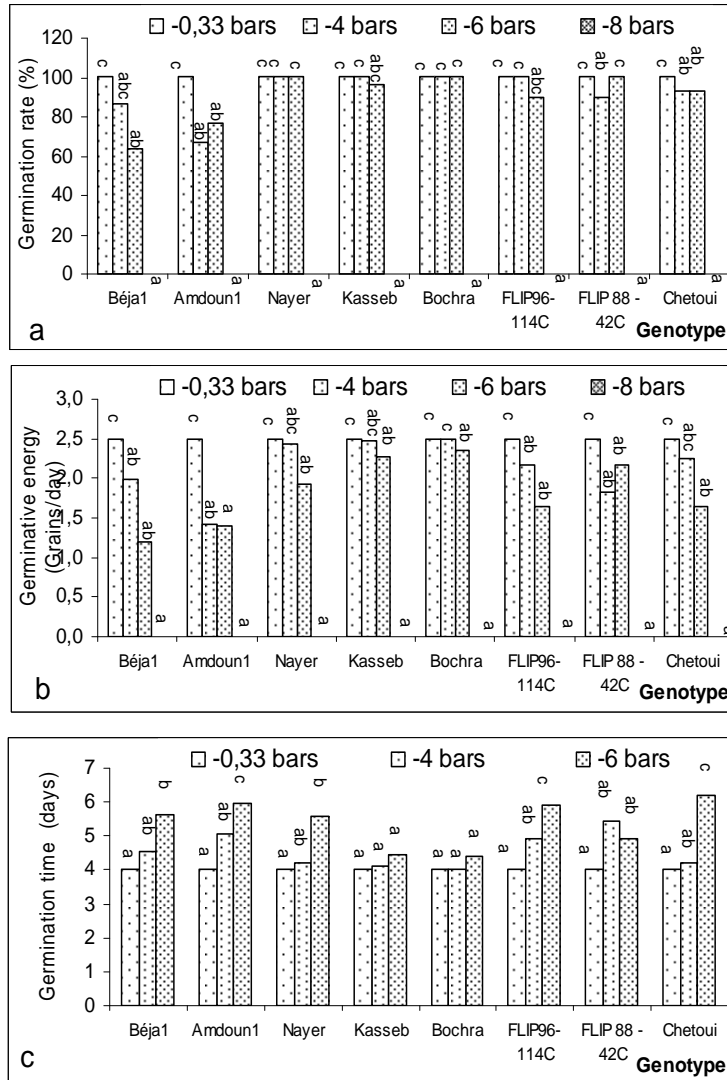 -0,33 bars -4 bars -6 bars -8 bars
Germination rate (%)
120
100
80
60
40
20
0
c abc ab a c ab ab a c c c a c c abc a c c c a c c abc a c ab c a c ab ab a
Béja1 Amdoun1 Nayer Kasseb Bochra FLIP96-114C FLIP 88 -42C Chetoui
a
Genotype
-0,33 bars -4 bars -6 bars -8 bars
Germinative energy
(Grains/day)
3,0
2,5
2,0
1,5
1,0
0,5
0,0
c ab ab a c ab a a c abc ab a c abc ab a c c ab a c ab ab a c ab ab a c abc ab a
Béja1 Amdoun1 Nayer Kasseb Bochra FLIP96-114C FLIP 88 -42C Chetoui
b
Genotype
-0,33 bars -4 bars -6 bars
Germination time (days)
7
6
5
4
3
2
1
0
a ab b a ab c a ab b a a a a a a a ab c a ab ab a ab c
Béja1 Amdoun1 Nayer Kasseb Bochra FLIP96-114C FLIP 88 -42C Chetoui
c
Genotype